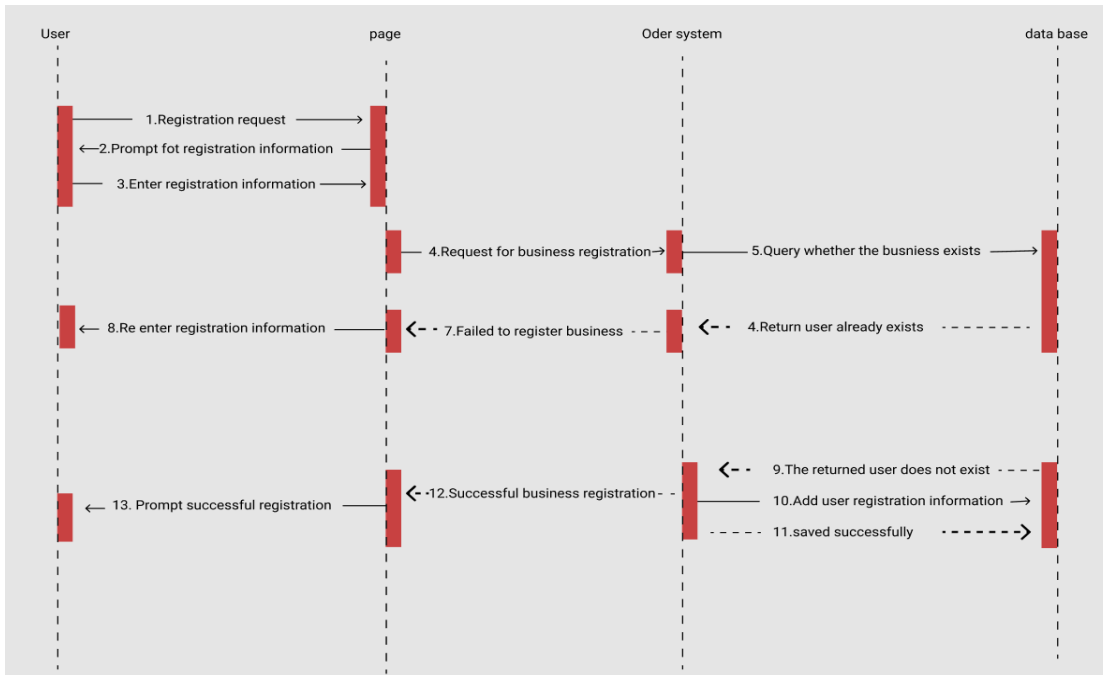 User
page
Oder system
data base
1.Registration request
2.Prompt fot registration information
3.Enter registration information
4.Request for business registration
5.Query whether the busniess exists
8.Re enter registration information
7.Failed to register business
4.Return user already exists
9.The returned user does not exist
12.Successful business registration
10.Add user registration information
13. Prompt successful registration
11.saved successfully